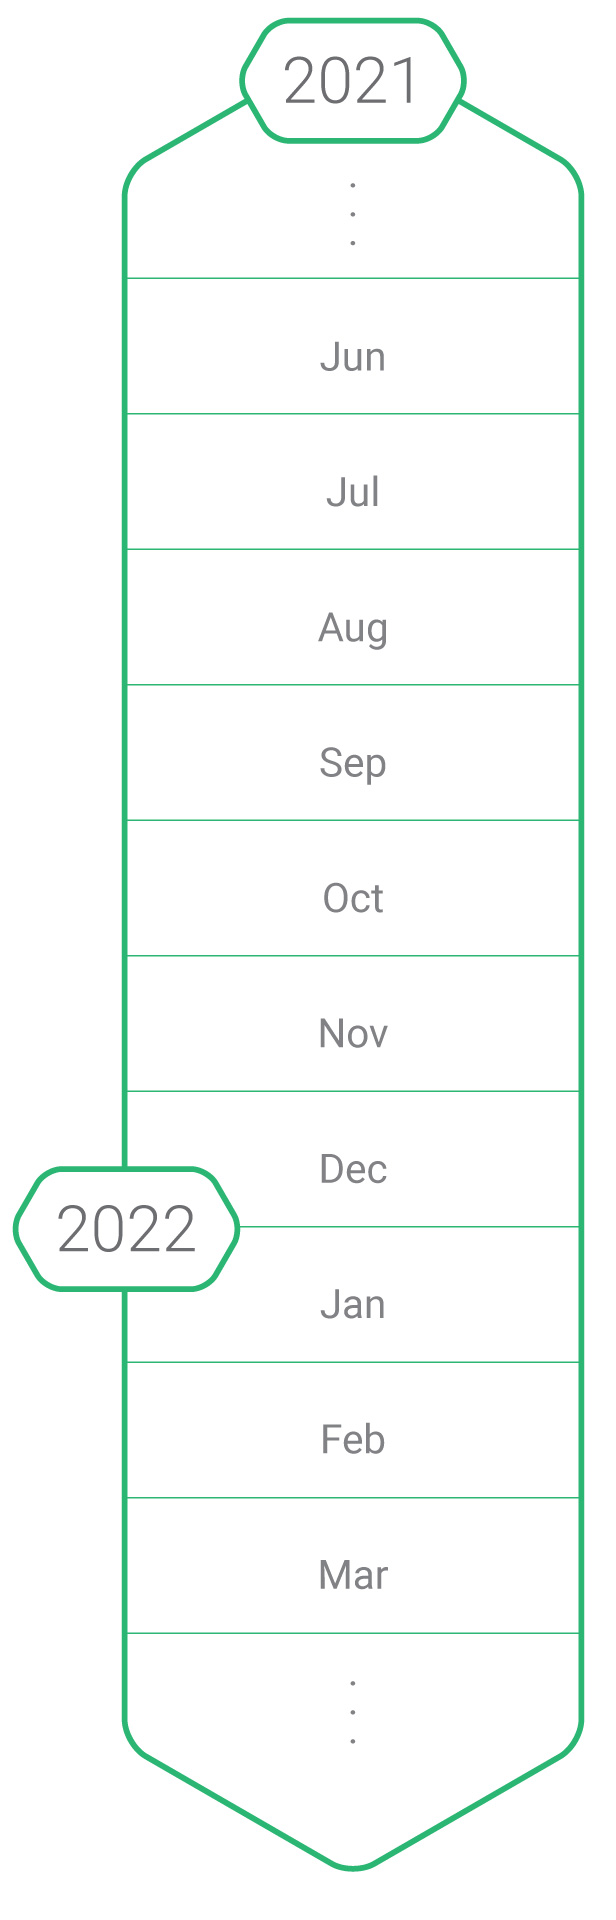 2021
.
.
.
Jun
Jul
Aug
Sep
Oct
Nov
Dec
2022
Jan
Feb
Mar
.
.
.